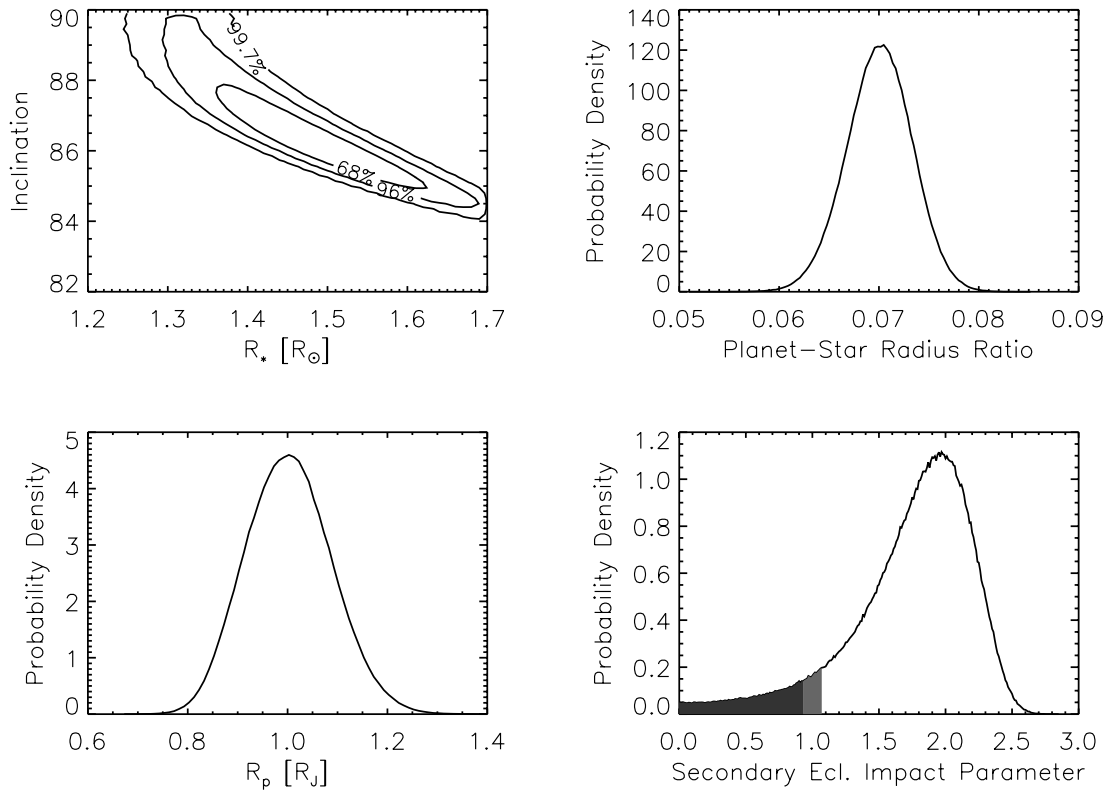 90
88
86
84
82
Inclination
99.7%
68%
96%
1.2 1.3 1.4 1.5 1.6 1.7
R* [R⊙]
140
120
100
80
60
40
20
0
Probability Density
0.05 0.06 0.07 0.08 0.09
Planet-Star Radius Ratio
5
4
3
2
1
0
Probability Density
0.6 0.8 1.0 1.2 1.4
Rp [RJ]
1.2
1.0
0.8
0.6
0.4
0.2
0.0
Probability Density
0.0 0.5 1.0 1.5 2.0 2.5 3.0
Secondary Ecl. Impact Parameter